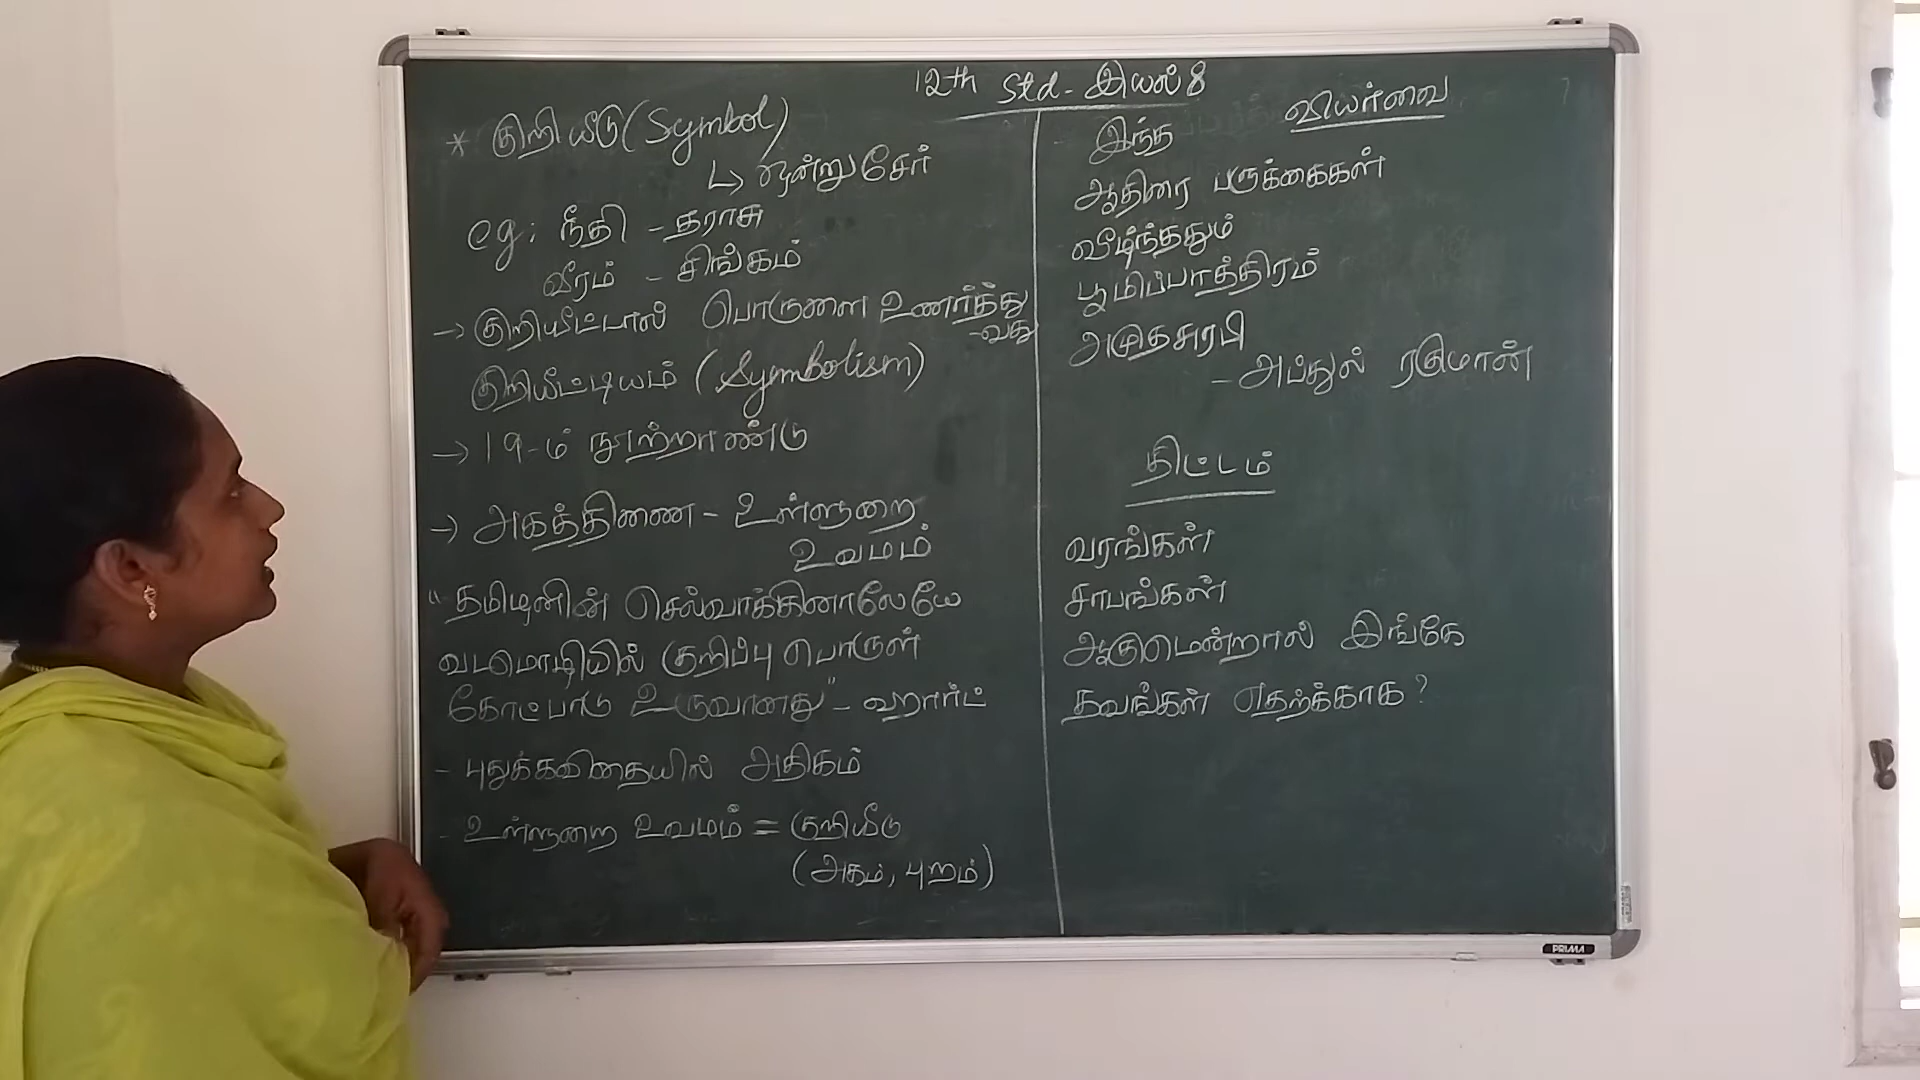 12th Std - இயல் 8
* குறியீடு (Symbol)
↳ ஒன்று சேர்
eg: நீதி - தராசு
வீரம் - சிங்கம்
→ குறியீட்டால் பொருளை உணர்த்து
-வது
குறியீட்டியம் (Symbolism)
→ 19-ம் நூற்றாண்டு
→ அகத்திணை - உள்ளுறை
உவமம்
"தமிழனின் செல்வாக்கினாலேயே
வடமொழியில் குறிப்பு பொருள்
கோட்பாடு உருவானது" - ஹார்ட்
- புதுக்கவிதையில் அதிகம்
- உள்ளுறை உவமம் = குறியீடு
(அகம், புறம்)
வியர்வை
இந்த
ஆதிரை பருக்கைகள்
வீழ்ந்ததும்
பூமிப்பாத்திரம்
அமுதசுரபி
- அப்துல் ரகுமான்
திட்டம்
வரங்கள்
சாபங்கள்
ஆகுமென்றால் இங்கே
தவங்கள் எதற்க்காக?
PRIMA